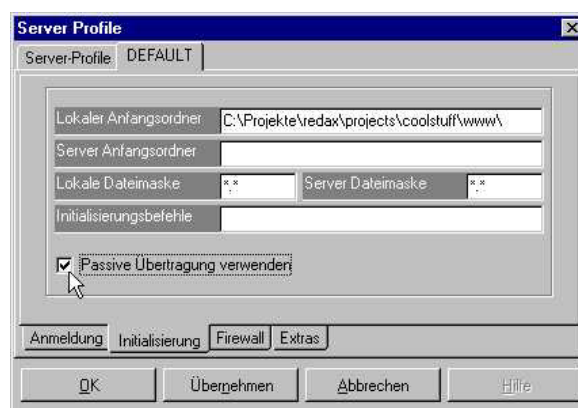 Server Profile
Server-Profile DEFAULT
Lokaler Anfangsordner C:\Projekte\redax\projects\coolstuff\www\
Server Anfangsordner
Lokale Dateimaske *.* Server Dateimaske *.*
Initialisierungsbefehle
Passive Übertragung verwenden
Anmeldung Initialisierung Firewall Extras
OK Übernehmen Abbrechen Hilfe